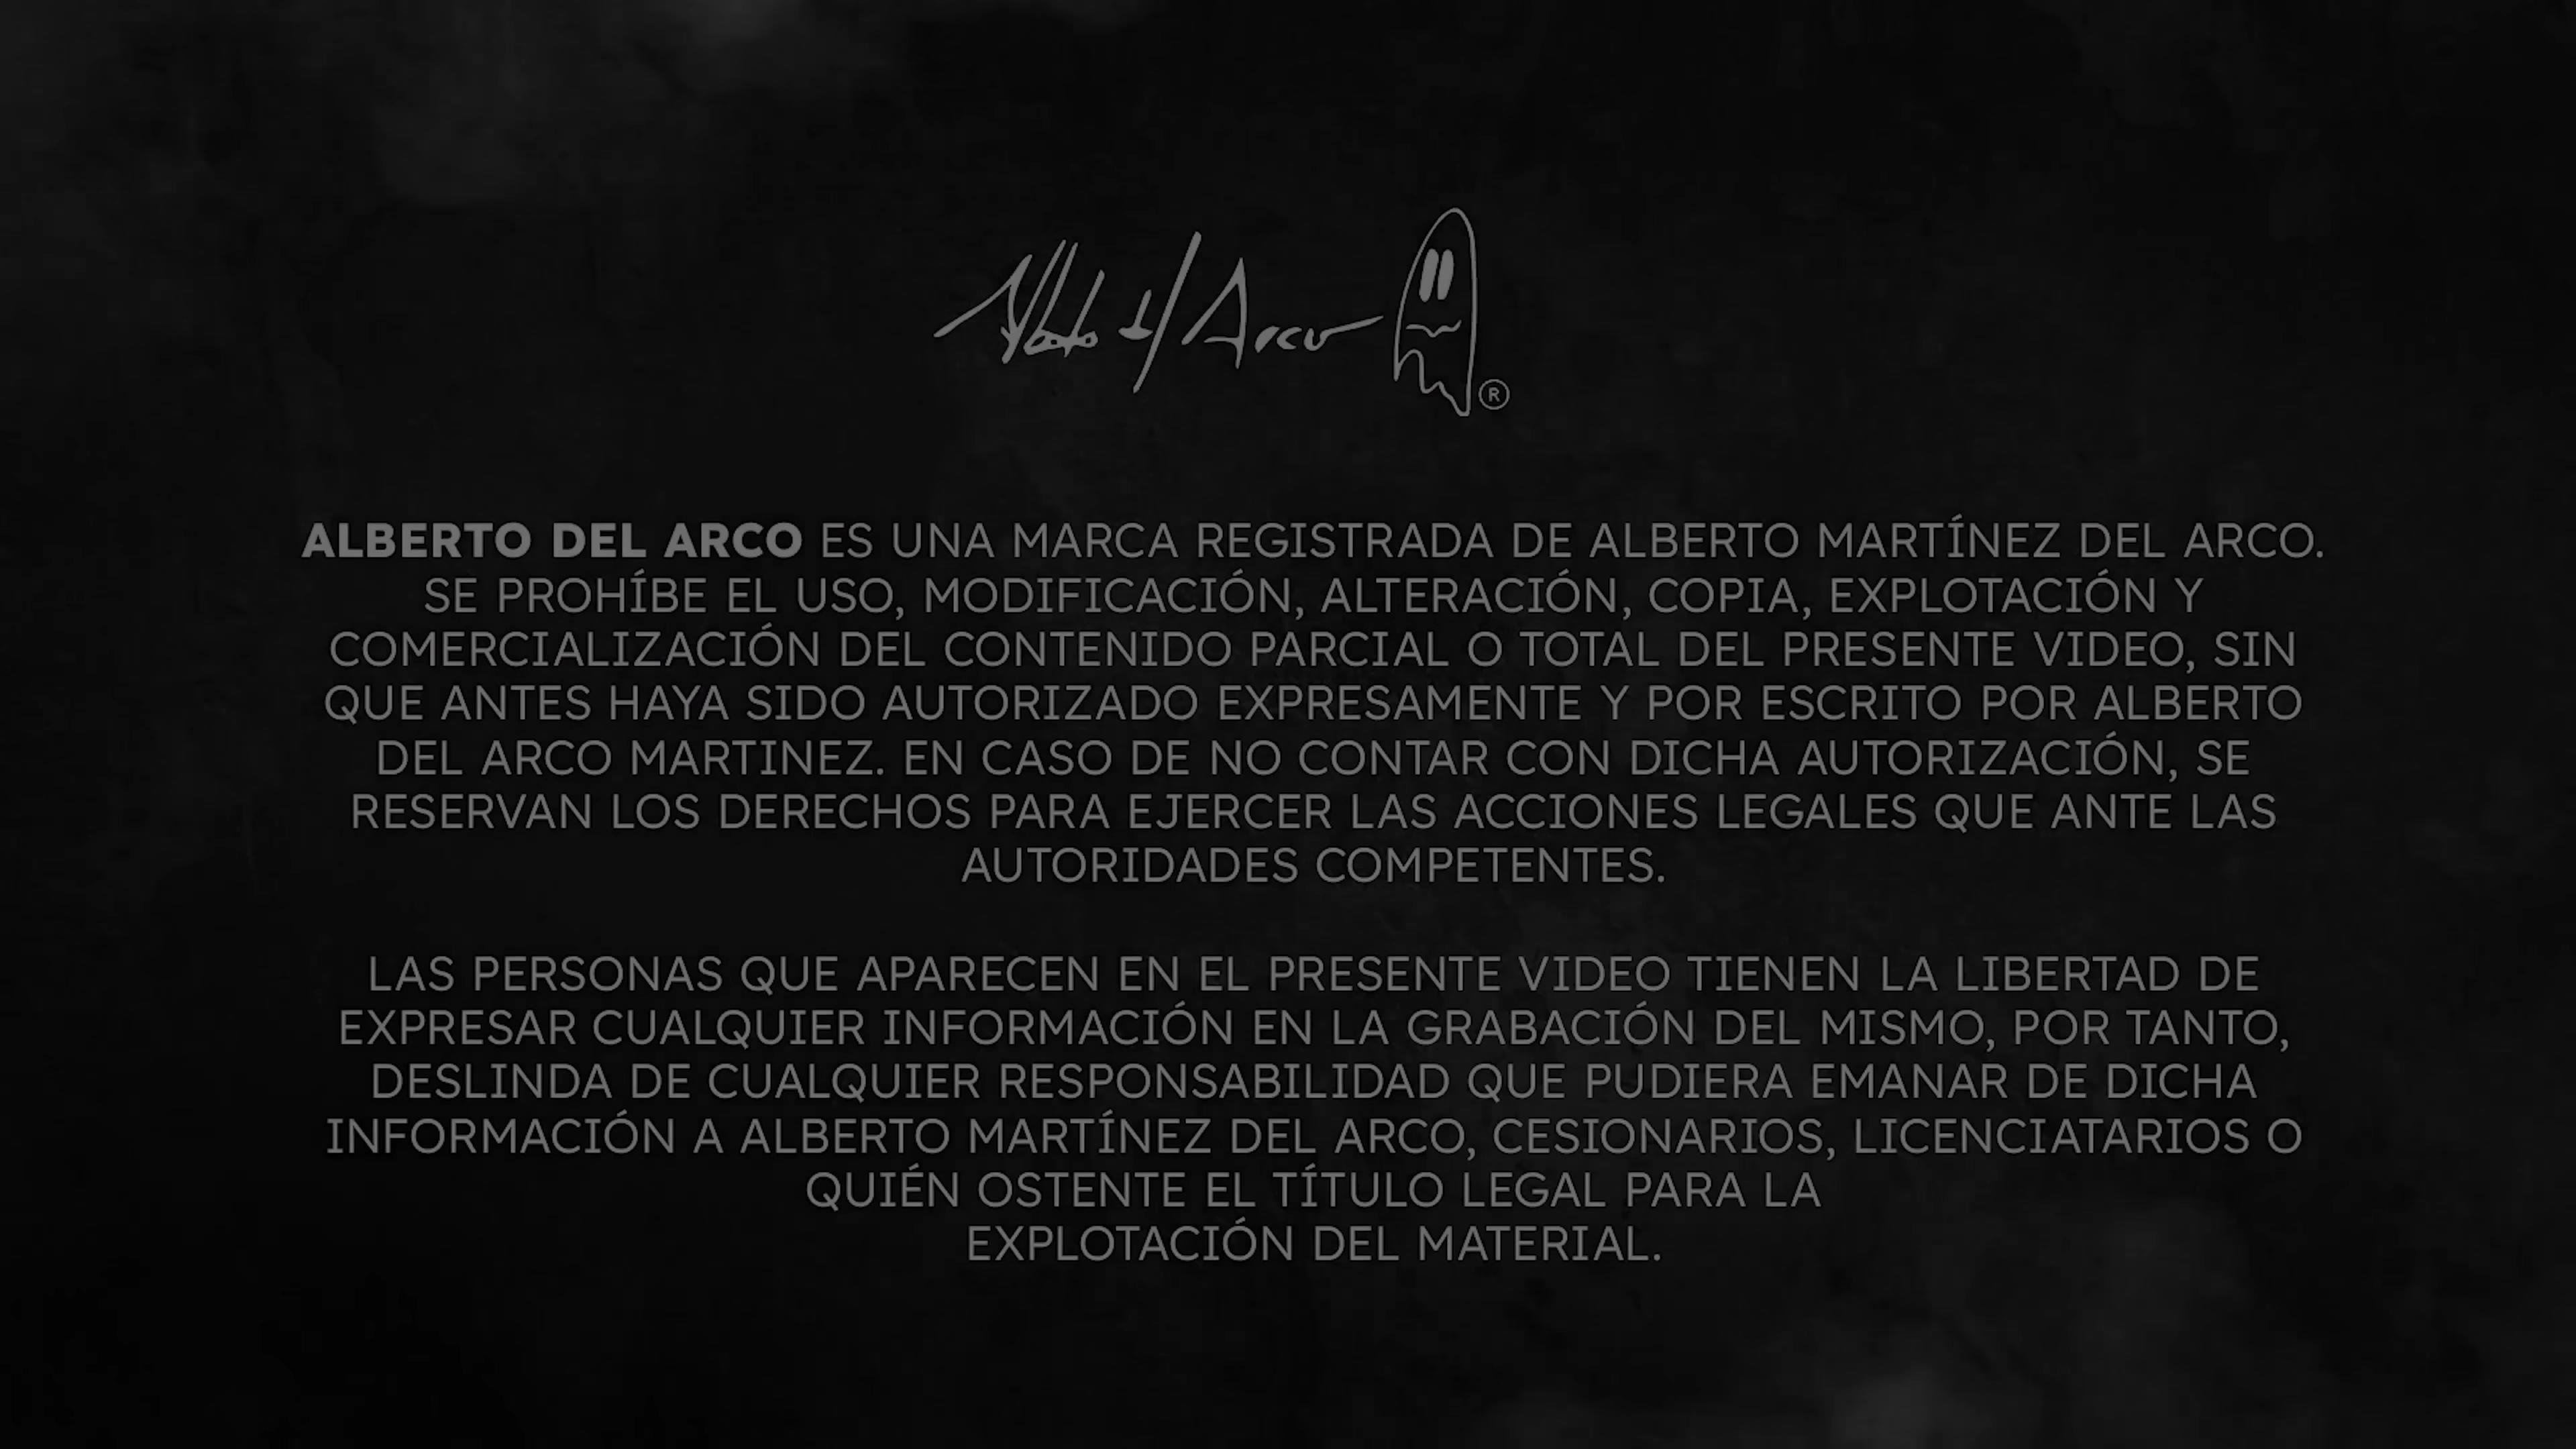 Alberto del Arco ®
ALBERTO DEL ARCO ES UNA MARCA REGISTRADA DE ALBERTO MARTÍNEZ DEL ARCO.
SE PROHÍBE EL USO, MODIFICACIÓN, ALTERACIÓN, COPIA, EXPLOTACIÓN Y
COMERCIALIZACIÓN DEL CONTENIDO PARCIAL O TOTAL DEL PRESENTE VIDEO, SIN
QUE ANTES HAYA SIDO AUTORIZADO EXPRESAMENTE Y POR ESCRITO POR ALBERTO
DEL ARCO MARTINEZ. EN CASO DE NO CONTAR CON DICHA AUTORIZACIÓN, SE
RESERVAN LOS DERECHOS PARA EJERCER LAS ACCIONES LEGALES QUE ANTE LAS
AUTORIDADES COMPETENTES.
LAS PERSONAS QUE APARECEN EN EL PRESENTE VIDEO TIENEN LA LIBERTAD DE
EXPRESAR CUALQUIER INFORMACIÓN EN LA GRABACIÓN DEL MISMO, POR TANTO,
DESLINDA DE CUALQUIER RESPONSABILIDAD QUE PUDIERA EMANAR DE DICHA
INFORMACIÓN A ALBERTO MARTÍNEZ DEL ARCO, CESIONARIOS, LICENCIATARIOS O
QUIÉN OSTENTE EL TÍTULO LEGAL PARA LA
EXPLOTACIÓN DEL MATERIAL.